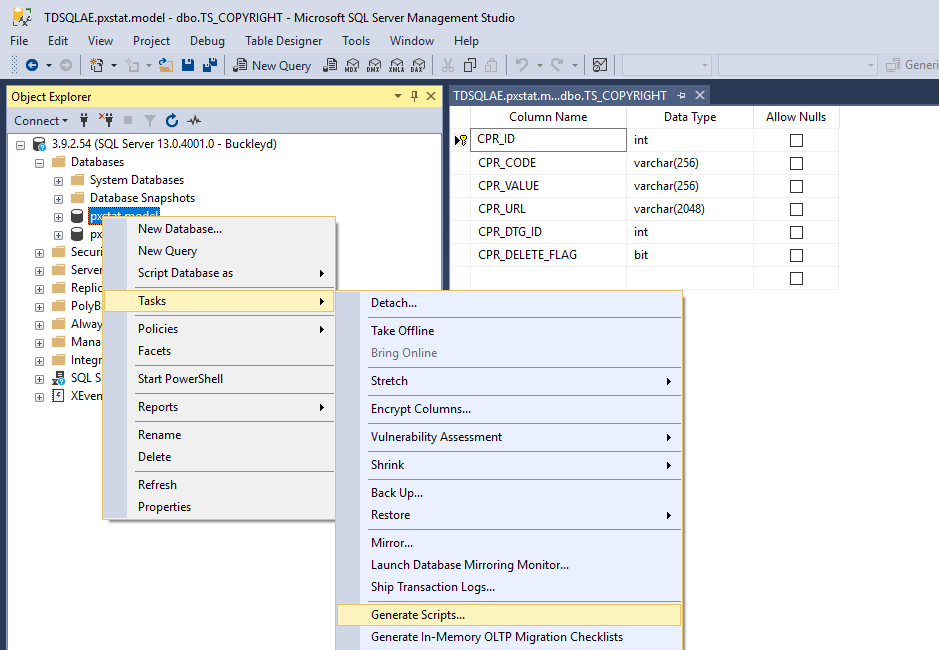 TDSQLAE.pxstat.model - dbo.TS_COPYRIGHT - Microsoft SQL Server Management Studio
File Edit View Project Debug Table Designer Tools Window Help
New Query MDX DMX XMLA DAX Generi
Object Explorer
Connect
3.9.2.54 (SQL Server 13.0.4001.0 - Buckleyd)
Databases
System Databases
Database Snapshots
pxstat.model
px
Securi
Server
Replic
PolyB
Alway
Mana
Integr
SQL S
XEven
New Database...
New Query
Script Database as
Tasks
Policies
Facets
Start PowerShell
Reports
Rename
Delete
Refresh
Properties
Detach...
Take Offline
Bring Online
Stretch
Encrypt Columns...
Vulnerability Assessment
Shrink
Back Up...
Restore
Mirror...
Launch Database Mirroring Monitor...
Ship Transaction Logs...
Generate Scripts...
Generate In-Memory OLTP Migration Checklists
TDSQLAE.pxstat.m...dbo.TS_COPYRIGHT
Column Name Data Type Allow Nulls
CPR_ID int
CPR_CODE varchar(256)
CPR_VALUE varchar(256)
CPR_URL varchar(2048)
CPR_DTG_ID int
CPR_DELETE_FLAG bit